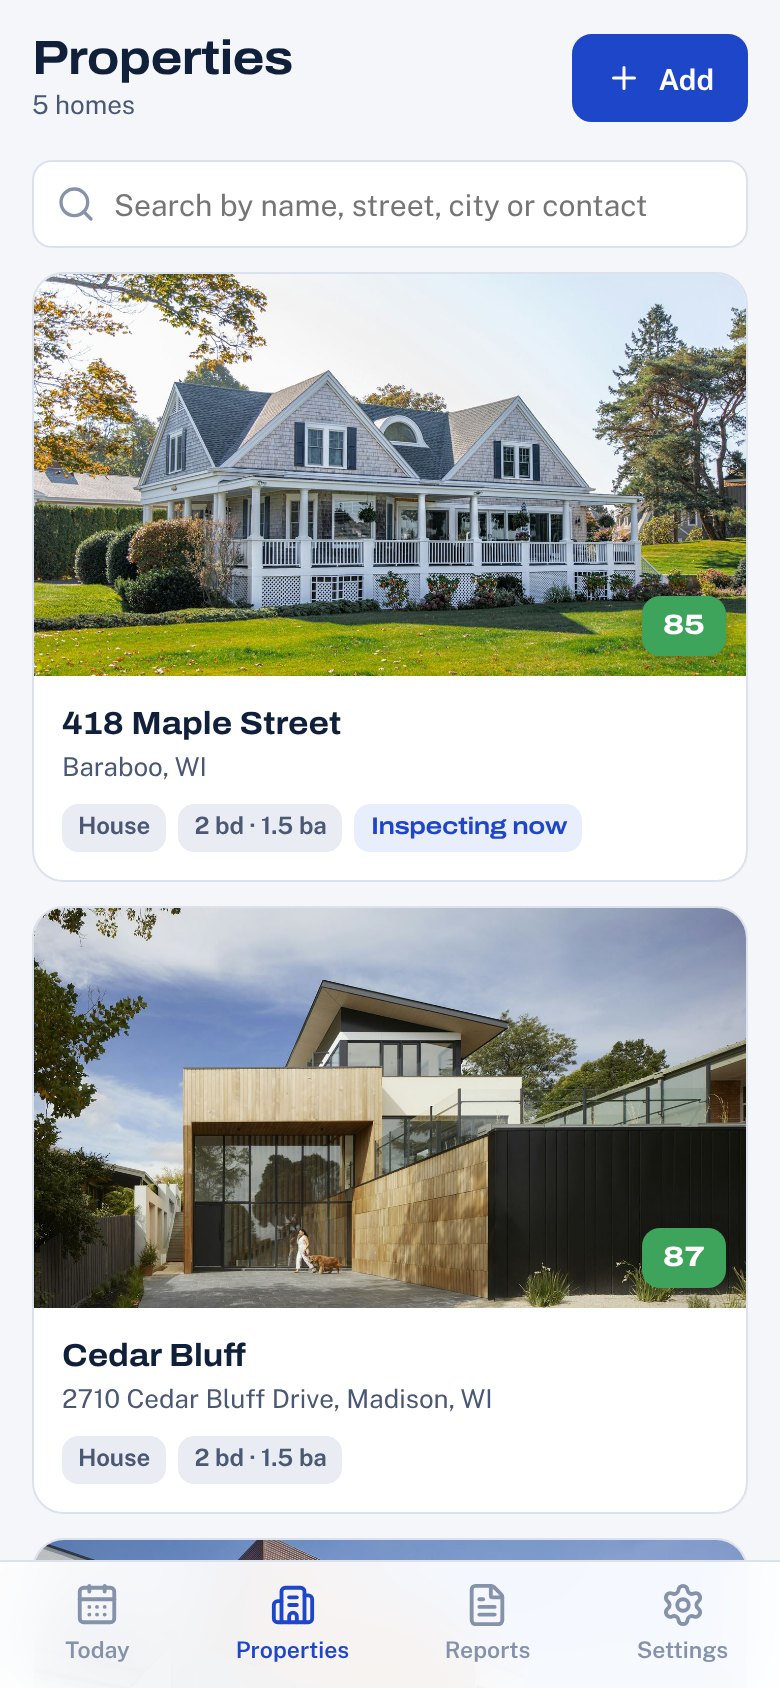 Properties
5 homes
Add
Search by name, street, city or contact
85
418 Maple Street
Baraboo, WI
House
2 bd · 1.5 ba
Inspecting now
87
Cedar Bluff
2710 Cedar Bluff Drive, Madison, WI
House
2 bd · 1.5 ba
Today
Properties
Reports
Settings